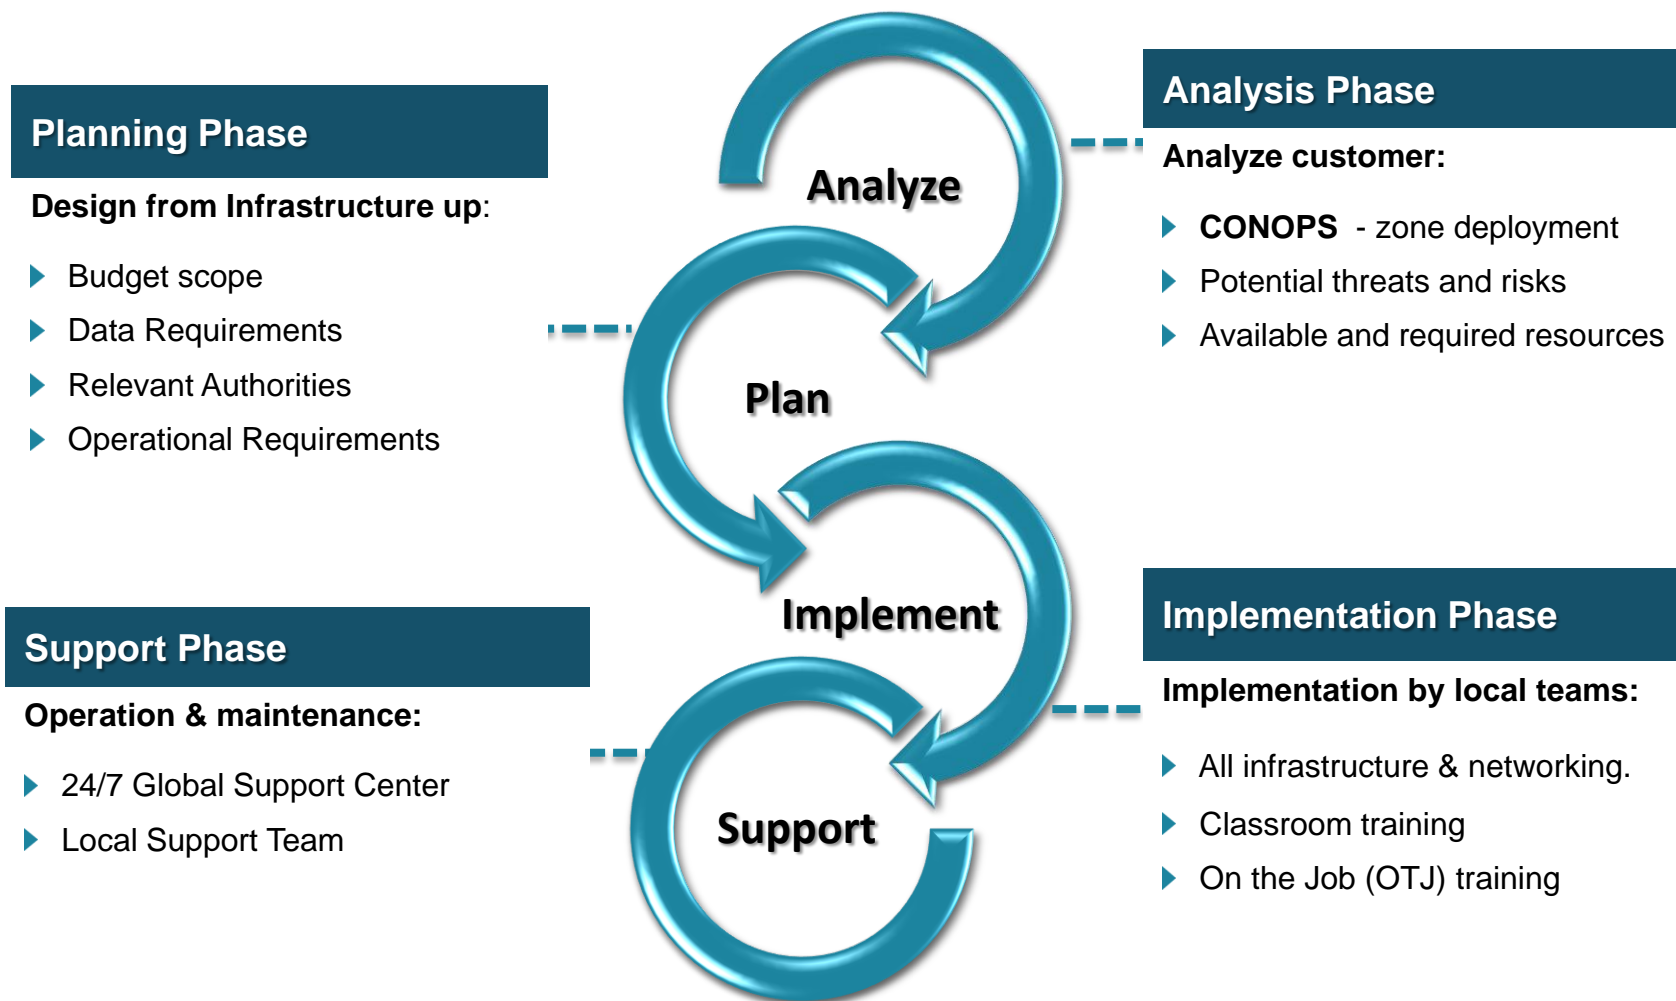 Planning Phase
Design from Infrastructure up:
Budget scope
Data Requirements
Relevant Authorities
Operational Requirements
Support Phase
Operation & maintenance:
24/7 Global Support Center
Local Support Team
Analyze
Plan
Implement
Support
Analysis Phase
Analyze customer:
CONOPS - zone deployment
Potential threats and risks
Available and required resources
Implementation Phase
Implementation by local teams:
All infrastructure & networking.
Classroom training
On the Job (OTJ) training